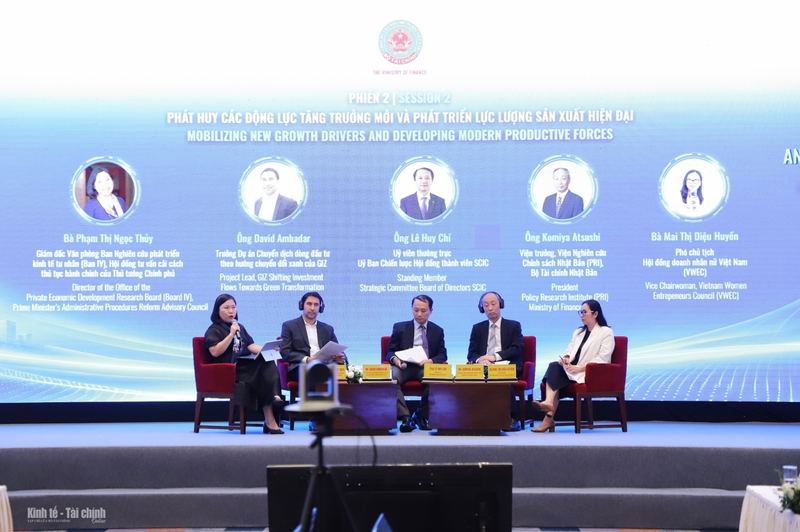 THE MINISTRY OF FINANCE
PHIÊN 2 | SESSION 2
PHÁT HUY CÁC ĐỘNG LỰC TĂNG TRƯỞNG MỚI VÀ PHÁT TRIỂN LỰC LƯỢNG SẢN XUẤT HIỆN ĐẠI
MOBILIZING NEW GROWTH DRIVERS AND DEVELOPING MODERN PRODUCTIVE FORCES
AN
Bà Phạm Thị Ngọc Thủy
Giám đốc Văn phòng Ban Nghiên cứu phát triển
kinh tế tư nhân (Ban IV), Hội đồng tư vấn cải cách
thủ tục hành chính của Thủ tướng Chính phủ
Director of the Office of the
Private Economic Development Research Board (Board IV),
Prime Minister's Administrative Procedures Reform Advisory Council
Ông David Ambadar
Trưởng Dự án Chuyển dịch dòng đầu tư
theo hướng chuyển đổi xanh của GIZ
Project Lead, GIZ Shifting Investment
Flows Towards Green Transformation
Ông Lê Huy Chí
Uỷ viên thường trực
Uỷ Ban Chiến lược Hội đồng thành viên SCIC
Standing Member
Strategic Committee Board of Directors SCIC
Ông Komiya Atsushi
Viện trưởng, Viện Nghiên cứu
Chính sách Nhật Bản (PRI),
Bộ Tài chính Nhật Bản
President
Policy Research Institute (PRI)
Ministry of Finance
Bà Mai Thị Diệu Huyền
Phó chủ tịch
Hội đồng doanh nhân nữ Việt Nam
(VWEC)
Vice Chairwoman, Vietnam Women
Entrepeneurs Council (VWEC)
Kinh tế - Tài chính
Online